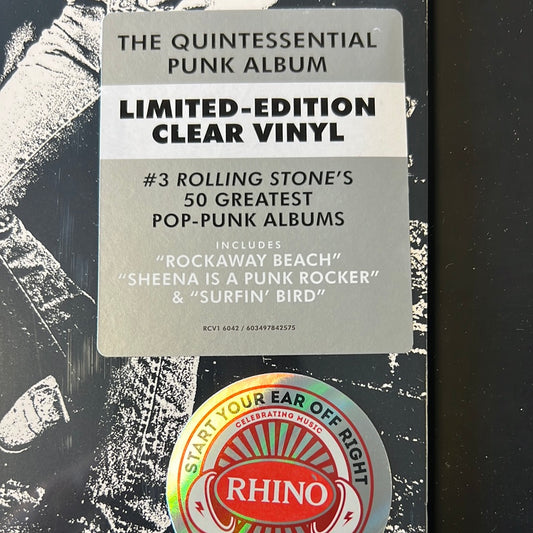 THE QUINTESSENTIAL
PUNK ALBUM
LIMITED-EDITION
CLEAR VINYL
#3 ROLLING STONE'S
50 GREATEST
POP-PUNK ALBUMS
INCLUDES
"ROCKAWAY BEACH"
"SHEENA IS A PUNK ROCKER"
& "SURFIN' BIRD"
RCV1 6042 / 603497842575
START YOUR EAR OFF RIGHT
CELEBRATING MUSIC
RHINO